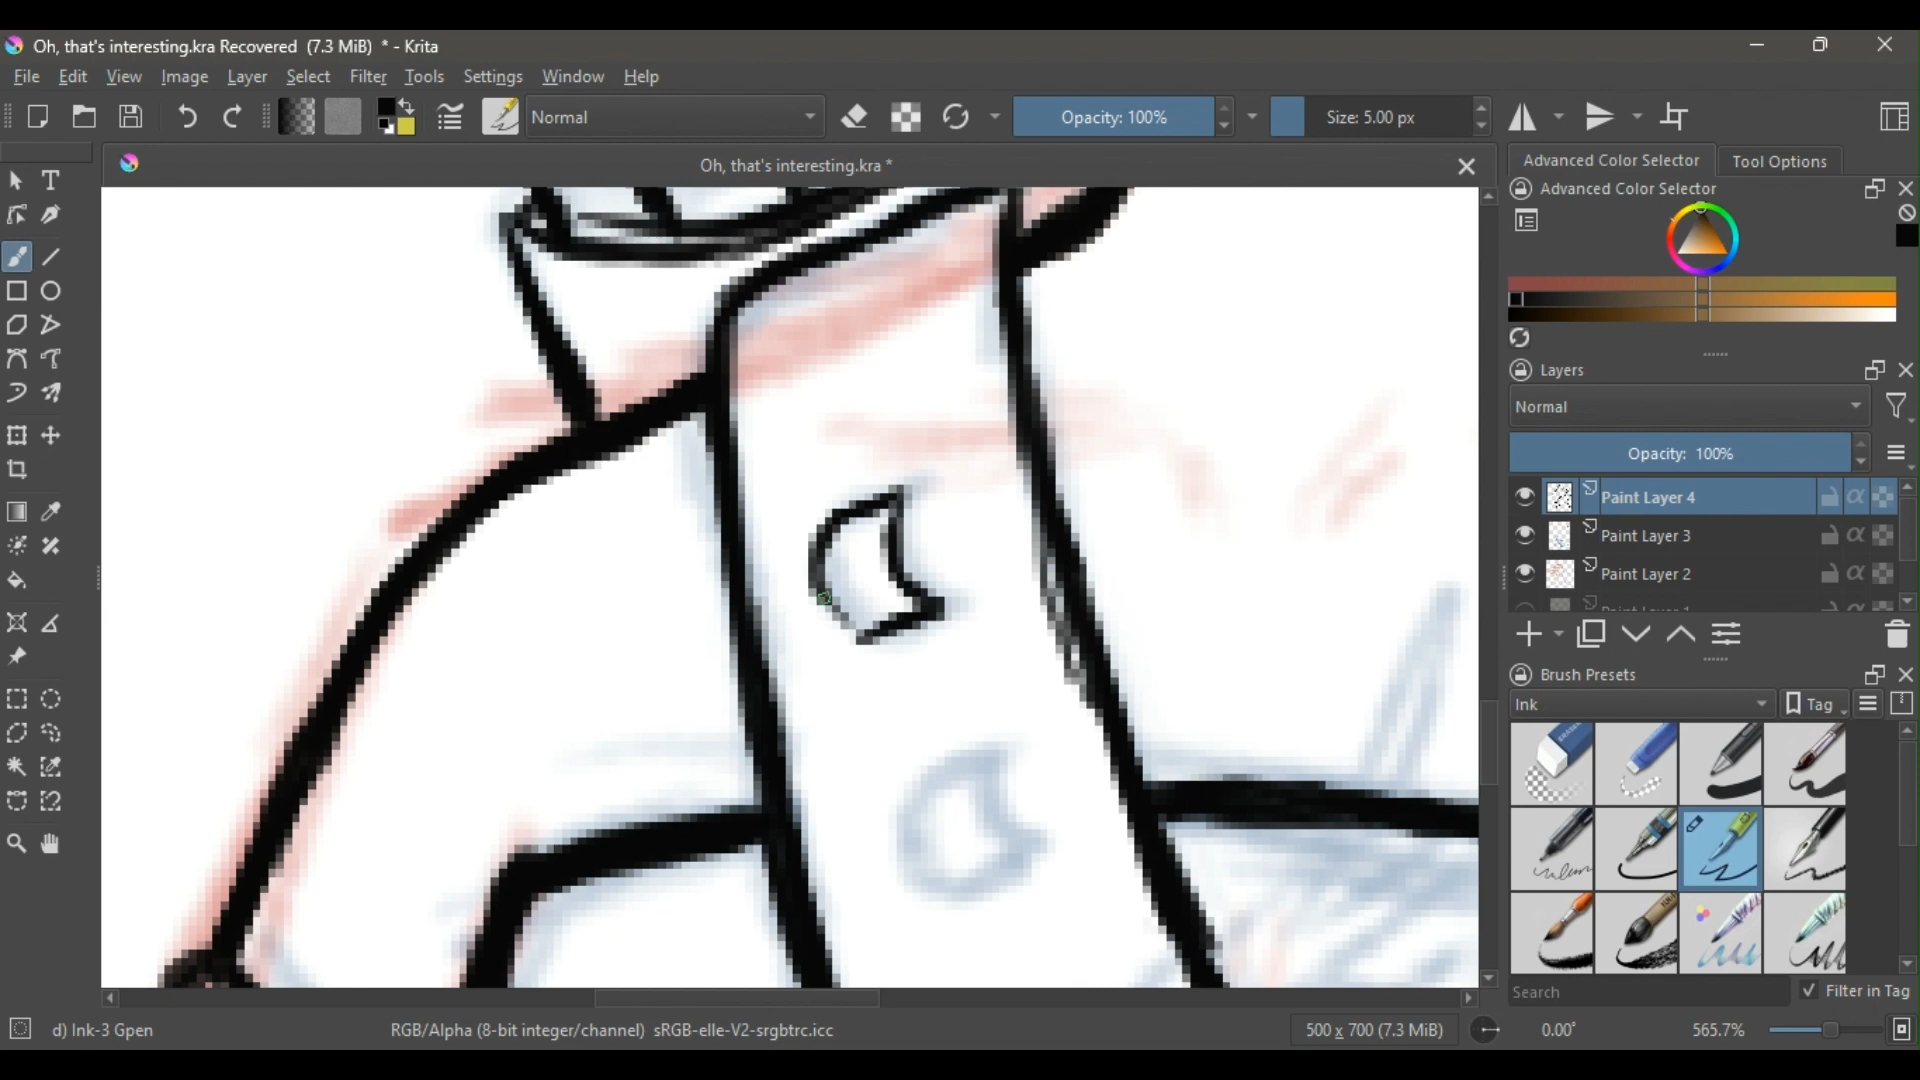 Oh, that's interesting.kra Recovered (7.3 MiB) * - Krita
File Edit View Image Layer Select Filter Tools Settings Window Help
Normal
Opacity: 100%
Size: 5.00 px
Oh, that's interesting.kra *
Advanced Color Selector Tool Options
Advanced Color Selector
Layers
Normal
Opacity: 100%
Paint Layer 4
Paint Layer 3
Paint Layer 2
Paint Layer 1
Brush Presets
Ink
Tag
Search
Filter in Tag
d) Ink-3 Gpen
RGB/Alpha (8-bit integer/channel) sRGB-elle-V2-srgbtrc.icc
500 x 700 (7.3 MiB)
0.00°
565.7%